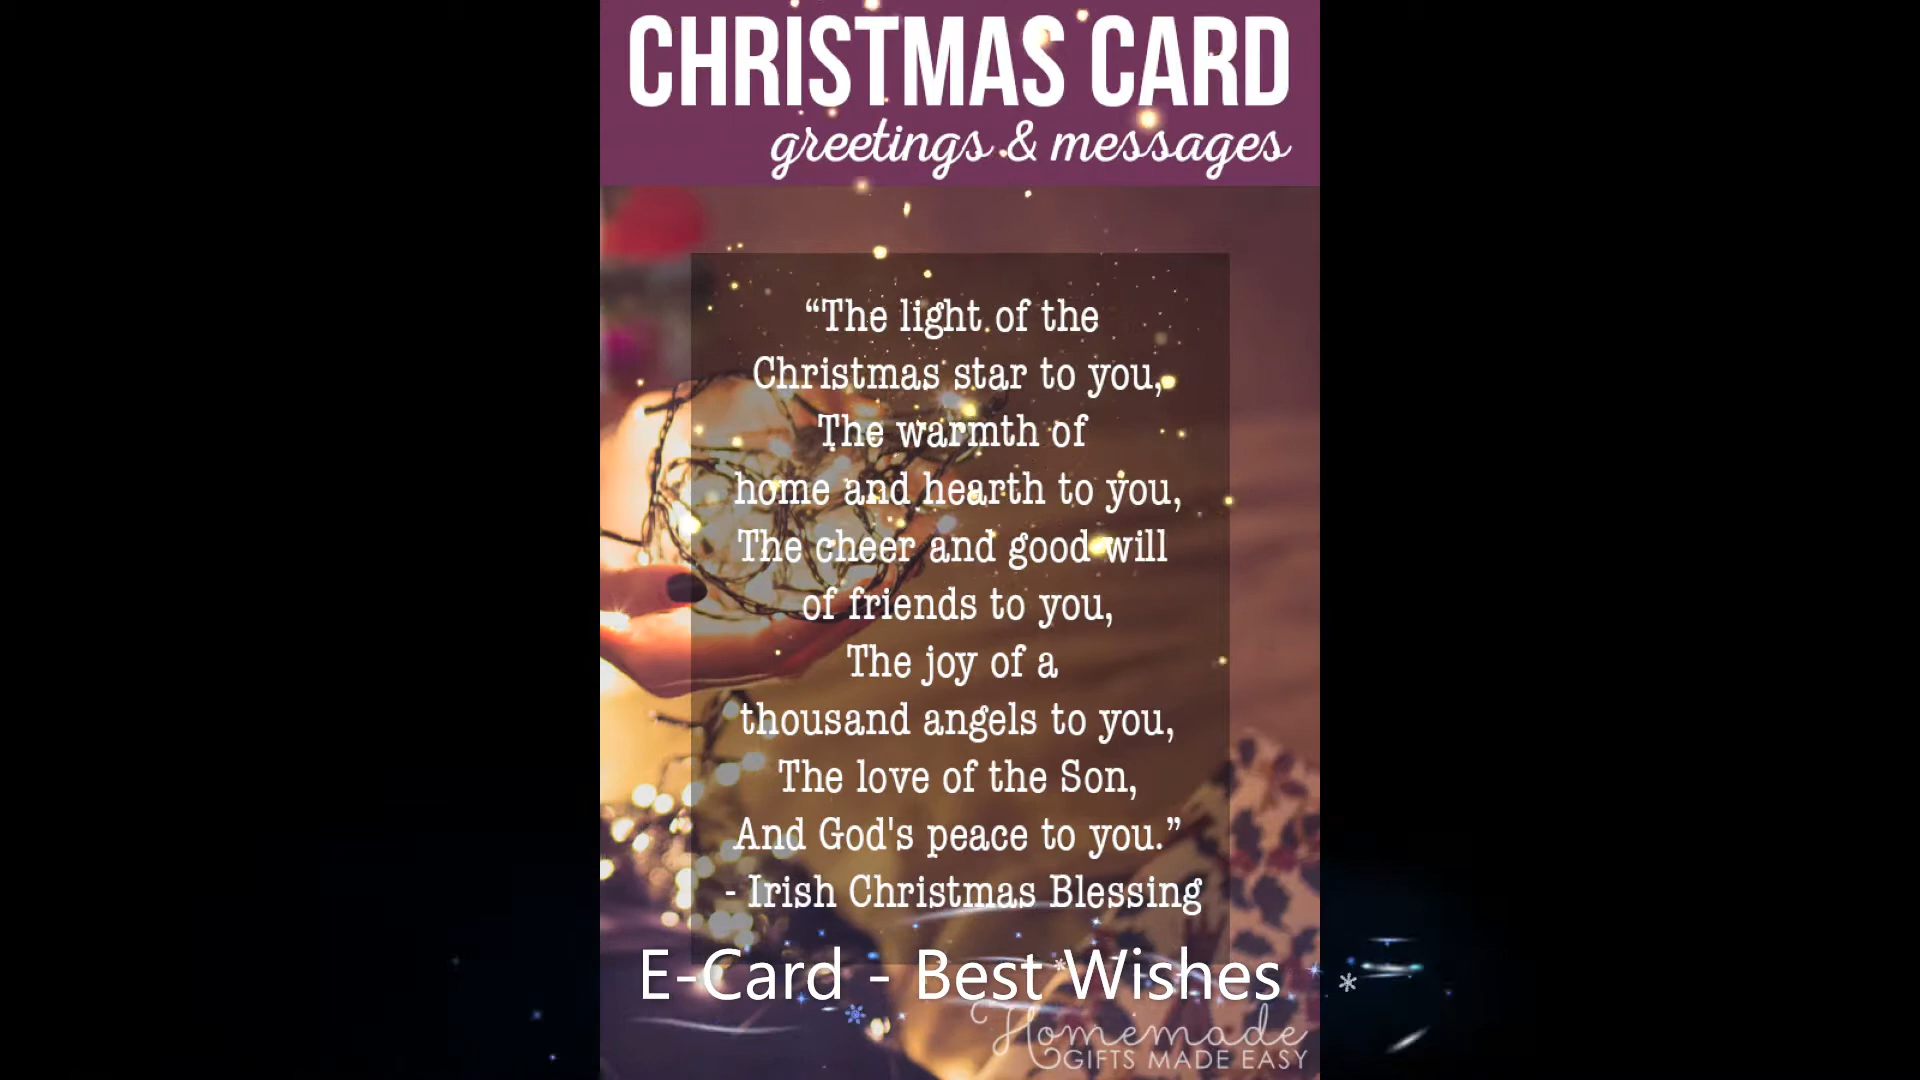 CHRISTMAS CARD
greetings & messages
“The light of the
Christmas star to you,
The warmth of
home and hearth to you,
The cheer and good will
of friends to you,
The joy of a
thousand angels to you,
The love of the Son,
And God's peace to you.”
- Irish Christmas Blessing
E-Card - Best Wishes
Homemade
GIFTS MADE EASY